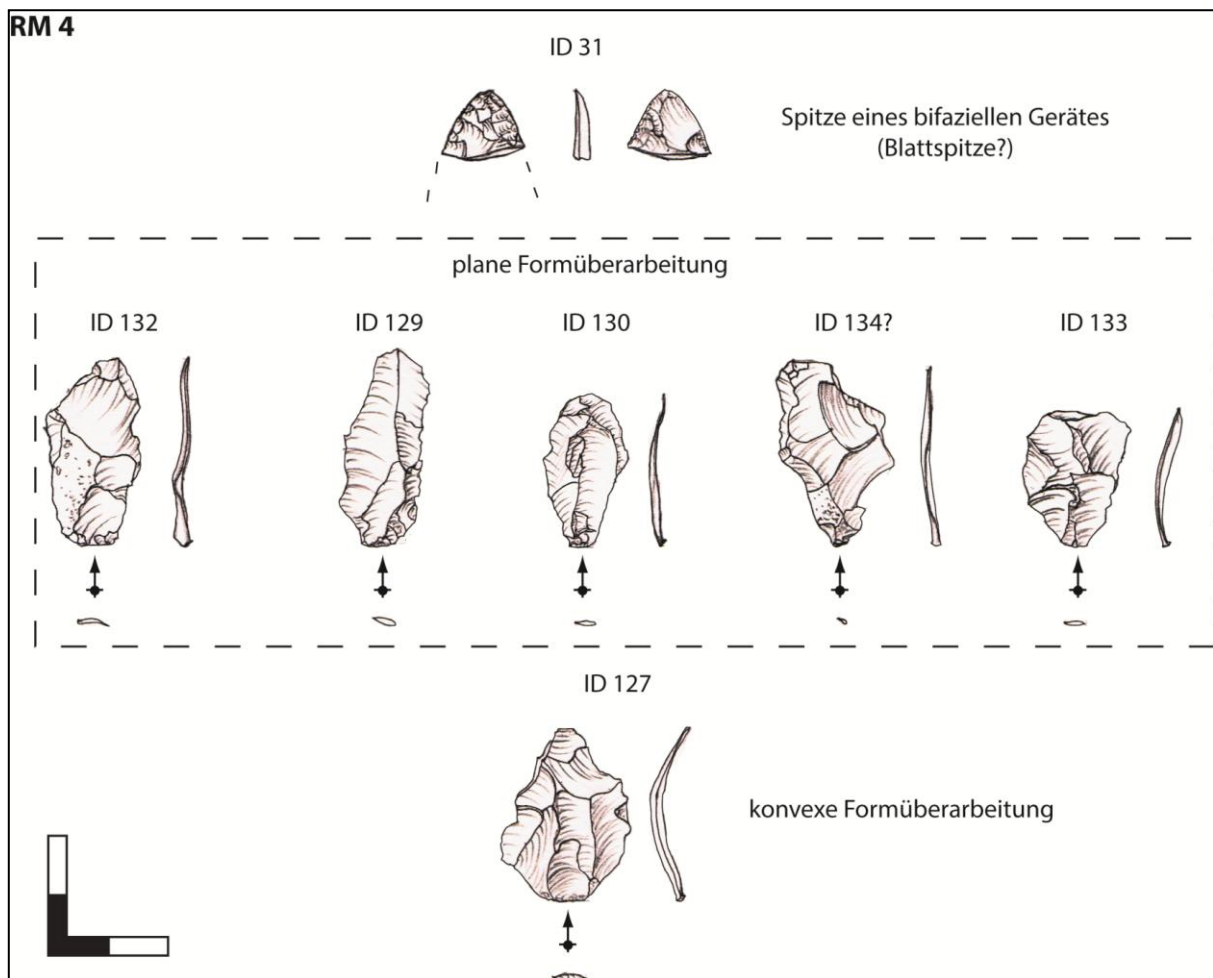 RM 4
ID 31
Spitze eines bifaziellen Gerätes
(Blattspitze?)
plane Formüberarbeitung
ID 132
ID 129
ID 130
ID 134?
ID 133
ID 127
konvexe Formüberarbeitung